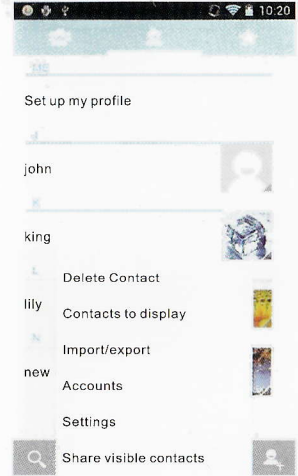 10:20
ME
Set up my profile
J
john
K
king
L
lily
N
new
Delete Contact
Contacts to display
Import/export
Accounts
Settings
Share visible contacts